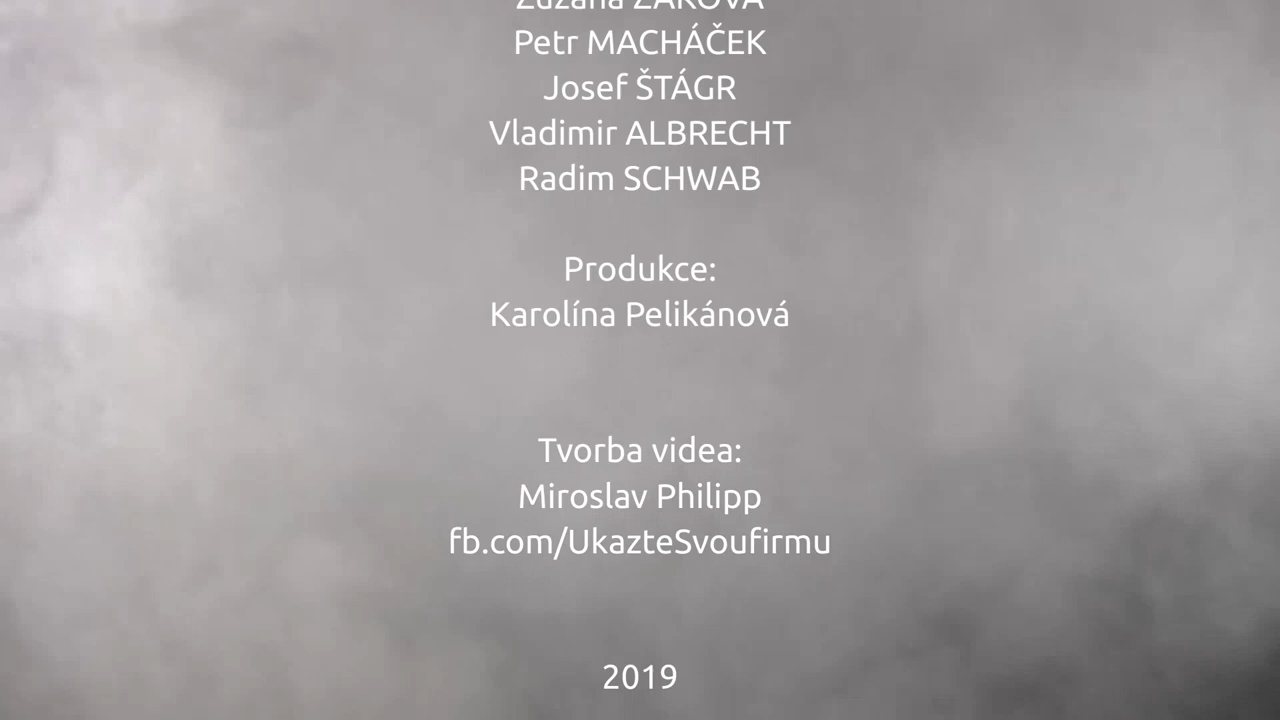 Petr MACHÁČEK
Josef ŠTÁGR
Vladimir ALBRECHT
Radim SCHWAB
Produkce:
Karolína Pelikánová
Tvorba videa:
Miroslav Philipp
fb.com/UkazteSvoufirmu
2019